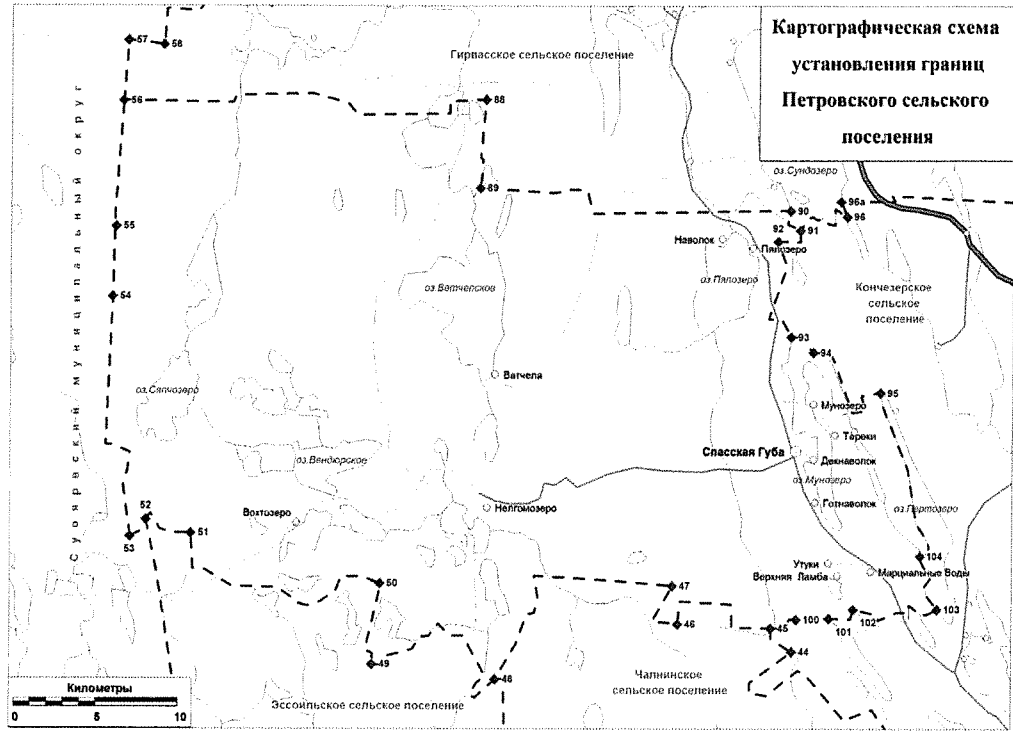 Картографическая схема
установления границ
Петровского сельского
поселения
57
58
Гирпасское сельское поселение
56
88
Суоярвский муниципальный округ
оз.Сундозеро
89
96а
90
96
55
91
92
Наволок
Пялозеро
оз.Пялозеро
оз.Ватчельское
Кончезерское
сельское
поселение
54
93
94
Ватчела
оз.Сяпчозеро
95
Мунозеро
Тереки
Спасская Губа
Декнаволок
оз.Вендюрское
оз.Мунозеро
Готнаволок
Нелгомозеро
Вохтозеро
оз.Пертозеро
52
51
53
104
Утуки
Верхняя Ламба
Марциальные Воды
50
47
103
46
45
100
101
102
44
49
48
Чалнинское
сельское поселение
Эссойльское сельское поселение
Километры
0
5
10